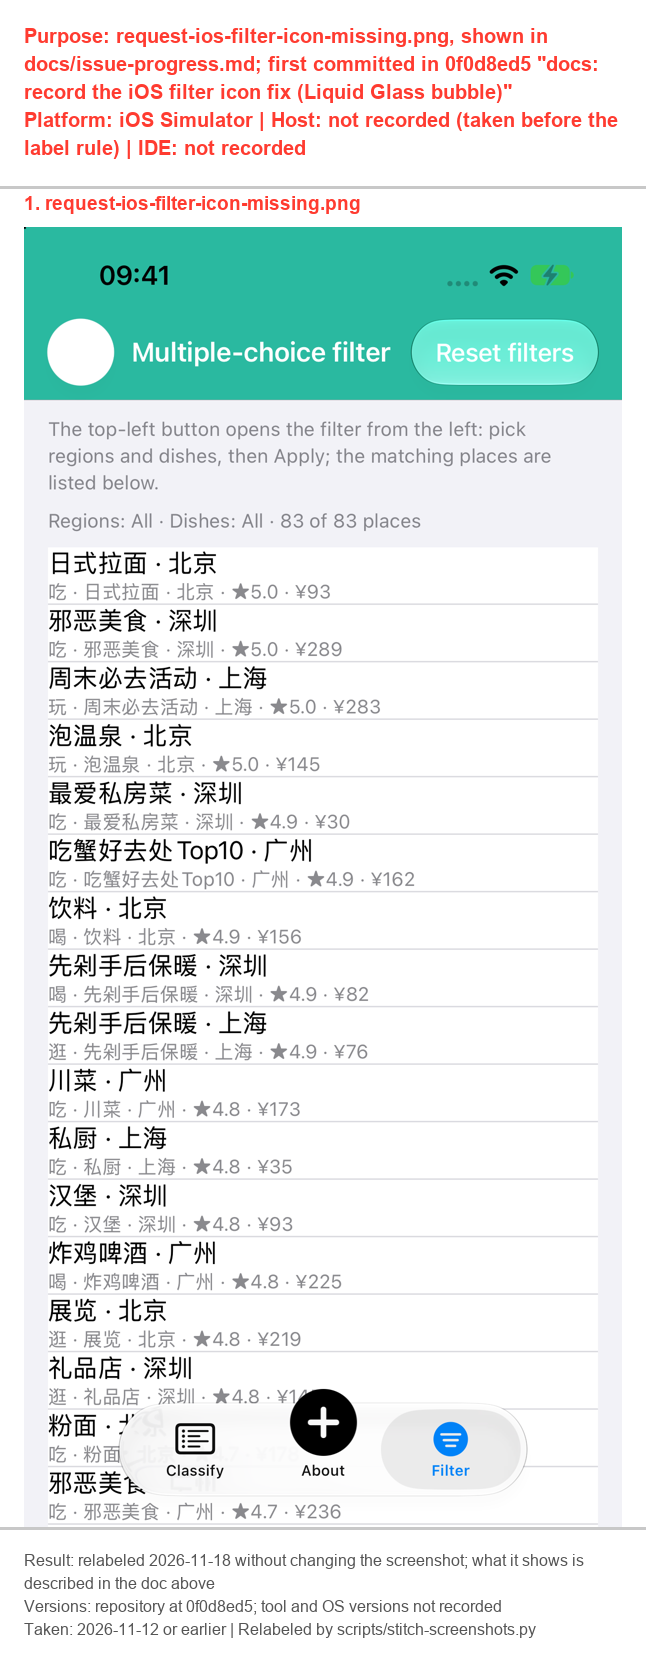 Purpose: request-ios-filter-icon-missing.png, shown in
docs/issue-progress.md; first committed in 0f0d8ed5 "docs:
record the iOS filter icon fix (Liquid Glass bubble)"
Platform: iOS Simulator | Host: not recorded (taken before the
label rule) | IDE: not recorded
1. request-ios-filter-icon-missing.png
09:41
Multiple-choice filter
Reset filters
The top-left button opens the filter from the left: pick
regions and dishes, then Apply; the matching places are
listed below.
Regions: All · Dishes: All · 83 of 83 places
日式拉面 · 北京
吃 · 日式拉面 · 北京 · ★5.0 · ¥93
邪恶美食 · 深圳
吃 · 邪恶美食 · 深圳 · ★5.0 · ¥289
周末必去活动 · 上海
玩 · 周末必去活动 · 上海 · ★5.0 · ¥283
泡温泉 · 北京
玩 · 泡温泉 · 北京 · ★5.0 · ¥145
最爱私房菜 · 深圳
吃 · 最爱私房菜 · 深圳 · ★4.9 · ¥30
吃蟹好去处Top10 · 广州
吃 · 吃蟹好去处Top10 · 广州 · ★4.9 · ¥162
饮料 · 北京
喝 · 饮料 · 北京 · ★4.9 · ¥156
先剁手后保暖 · 深圳
喝 · 先剁手后保暖 · 深圳 · ★4.9 · ¥82
先剁手后保暖 · 上海
逛 · 先剁手后保暖 · 上海 · ★4.9 · ¥76
川菜 · 广州
吃 · 川菜 · 广州 · ★4.8 · ¥173
私厨 · 上海
吃 · 私厨 · 上海 · ★4.8 · ¥35
汉堡 · 深圳
吃 · 汉堡 · 深圳 · ★4.8 · ¥93
炸鸡啤酒 · 广州
喝 · 炸鸡啤酒 · 广州 · ★4.8 · ¥225
展览 · 北京
逛 · 展览 · 北京 · ★4.8 · ¥219
礼品店 · 深圳
逛 · 礼品店 · 深圳 · ★4.8
粉面 · 北京
吃 · 粉面 · 北京
邪恶美食
吃 · 邪恶美食 · 广州 · ★4.7 · ¥236
Classify
About
Filter
Result: relabeled 2026-11-18 without changing the screenshot; what it shows is
described in the doc above
Versions: repository at 0f0d8ed5; tool and OS versions not recorded
Taken: 2026-11-12 or earlier | Relabeled by scripts/stitch-screenshots.py